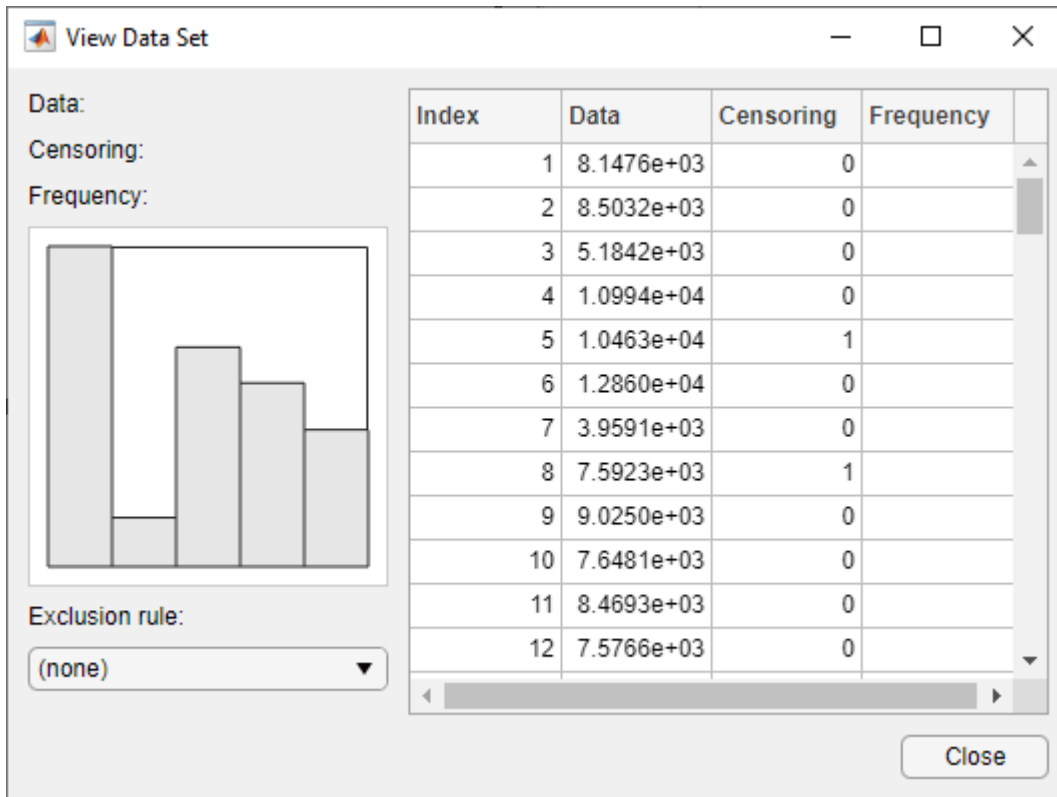 View Data Set
Data:
Censoring:
Frequency:
Exclusion rule:
(none)
Index Data Censoring Frequency
1 8.1476e+03 0
2 8.5032e+03 0
3 5.1842e+03 0
4 1.0994e+04 0
5 1.0463e+04 1
6 1.2860e+04 0
7 3.9591e+03 0
8 7.5923e+03 1
9 9.0250e+03 0
10 7.6481e+03 0
11 8.4693e+03 0
12 7.5766e+03 0
Close